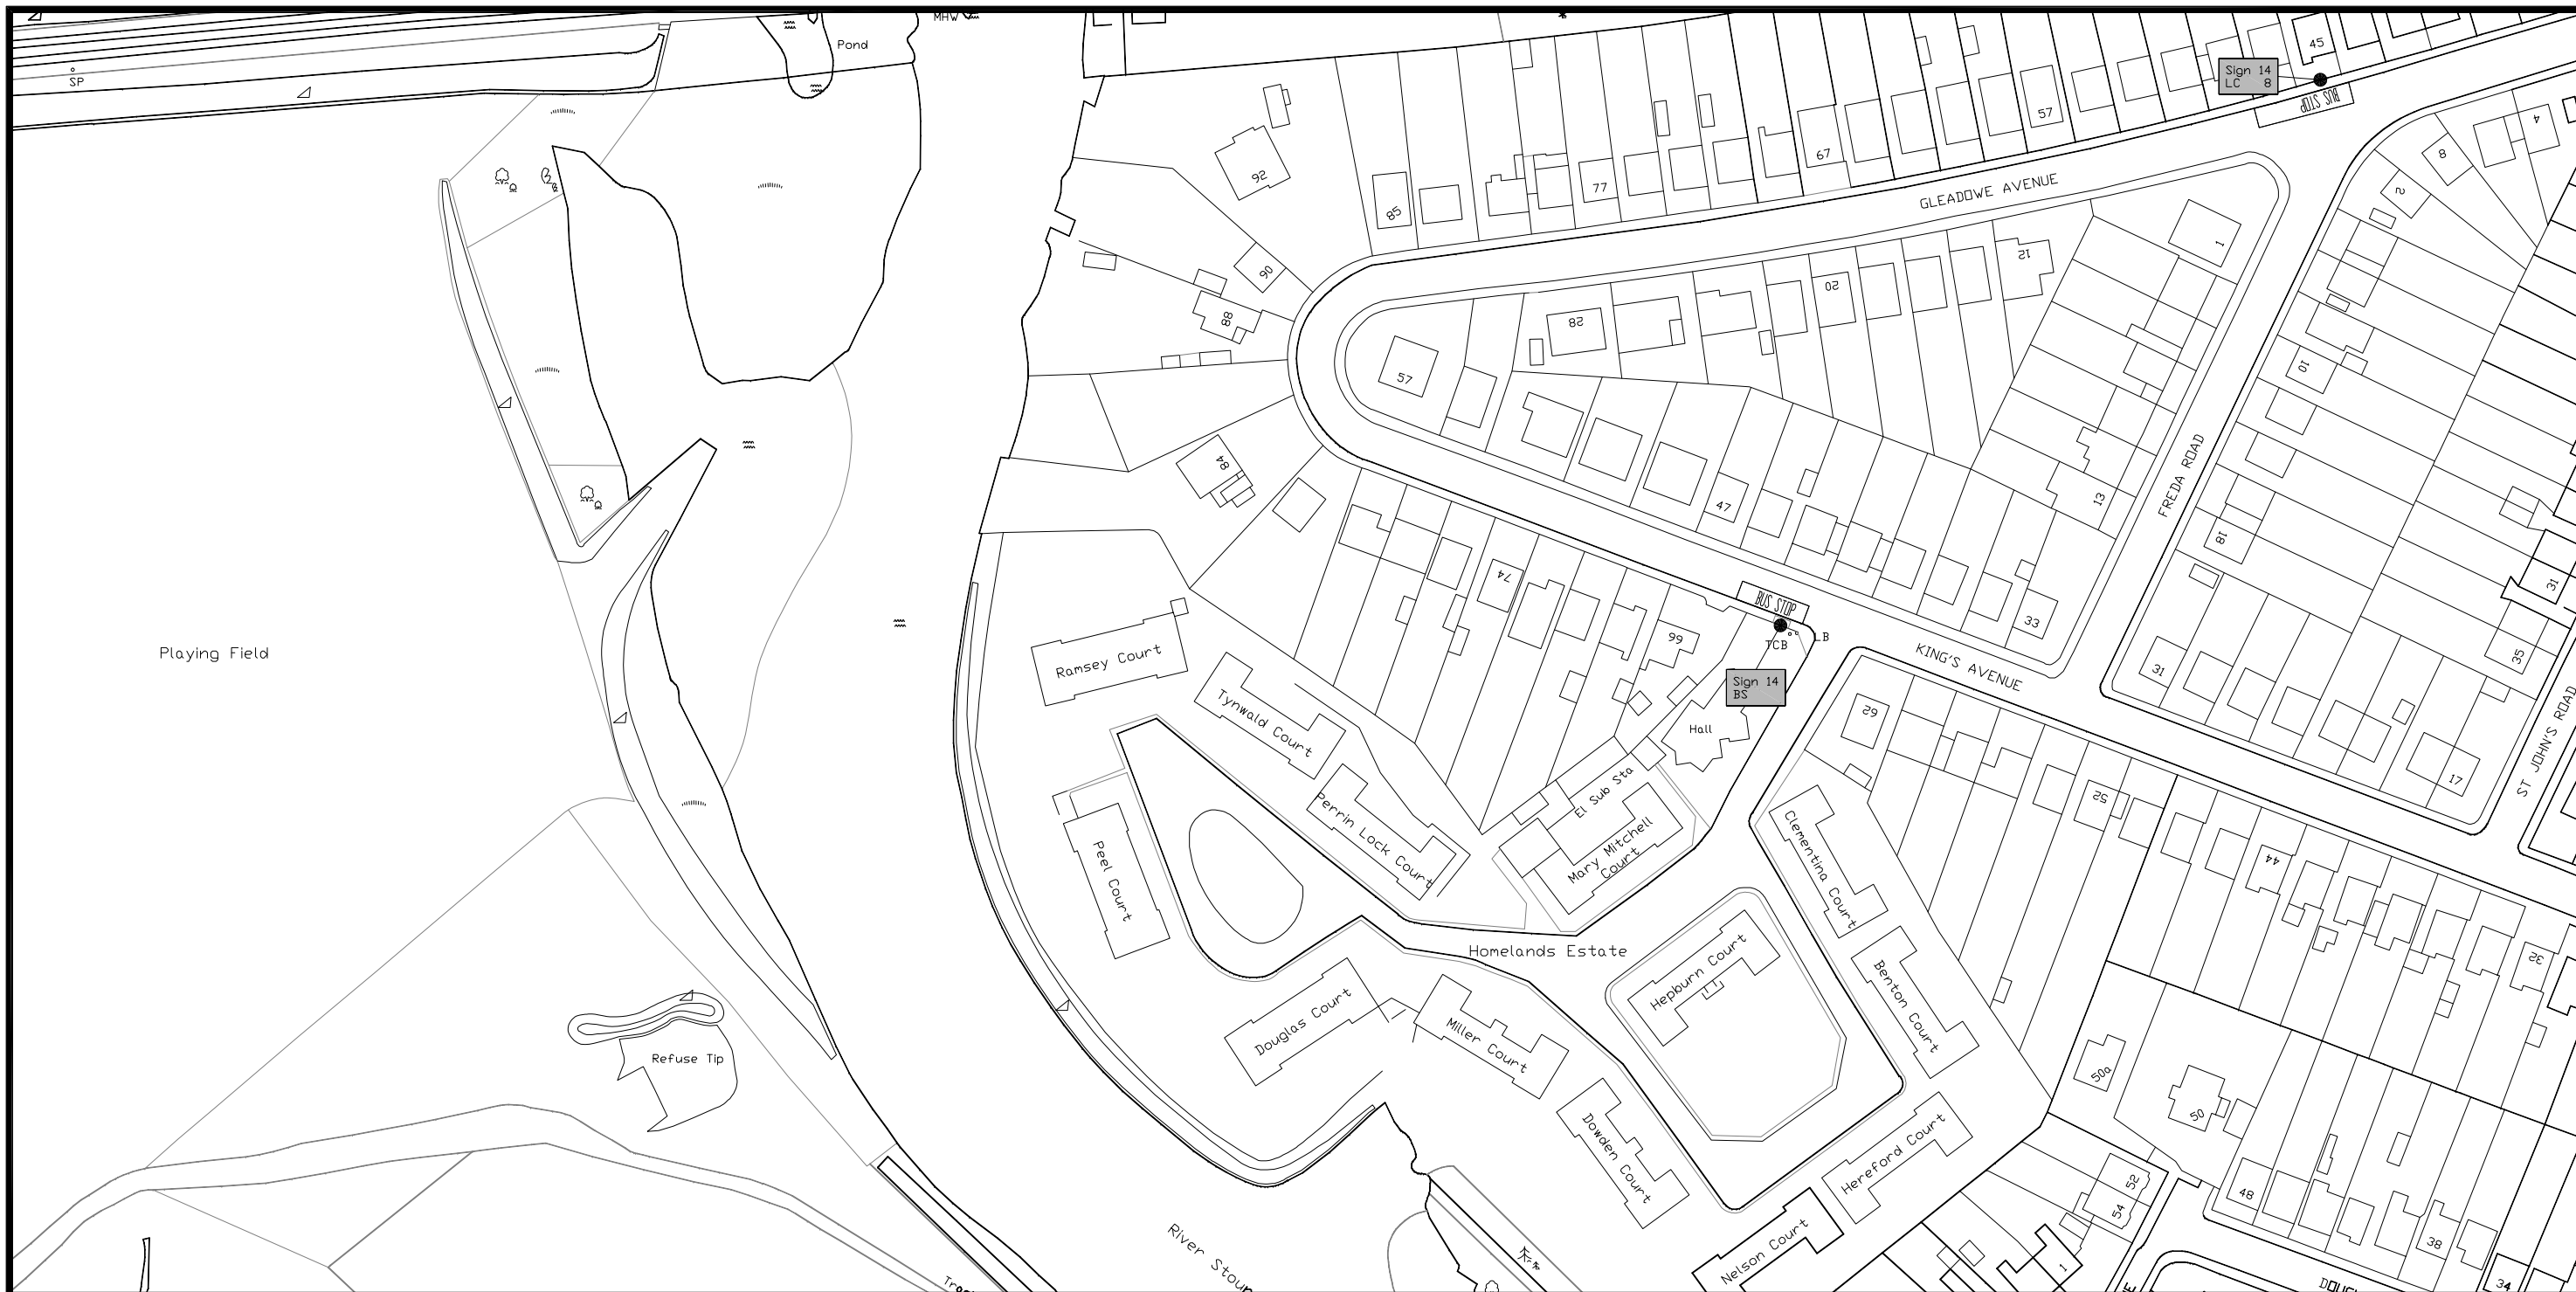 MHW
Pond
SP
45
Sign 14
LC 8
BUS STOP
4
8
2
57
67
77
85
92
GLEADOWE AVENUE
1
12
20
28
90
88
57
10
84
47
13
FREDA ROAD
18
31
74
BUS STOP
LB
TCB
66
33
35
31
Playing Field
Ramsey Court
KING'S AVENUE
Sign 14
BS
Hall
62
Tynwald Court
ST JOHN'S ROAD
17
El Sub Sta
52
Perrin Lock Court
Mary Mitchell
Court
Clementina Court
Peel Court
44
32
Homelands Estate
Hepburn Court
Benton Court
Douglas Court
Miller Court
Refuse Tip
50a
50
Dowden Court
Hereford Court
52
54
48
38
River Stour
Nelson Court
1
34